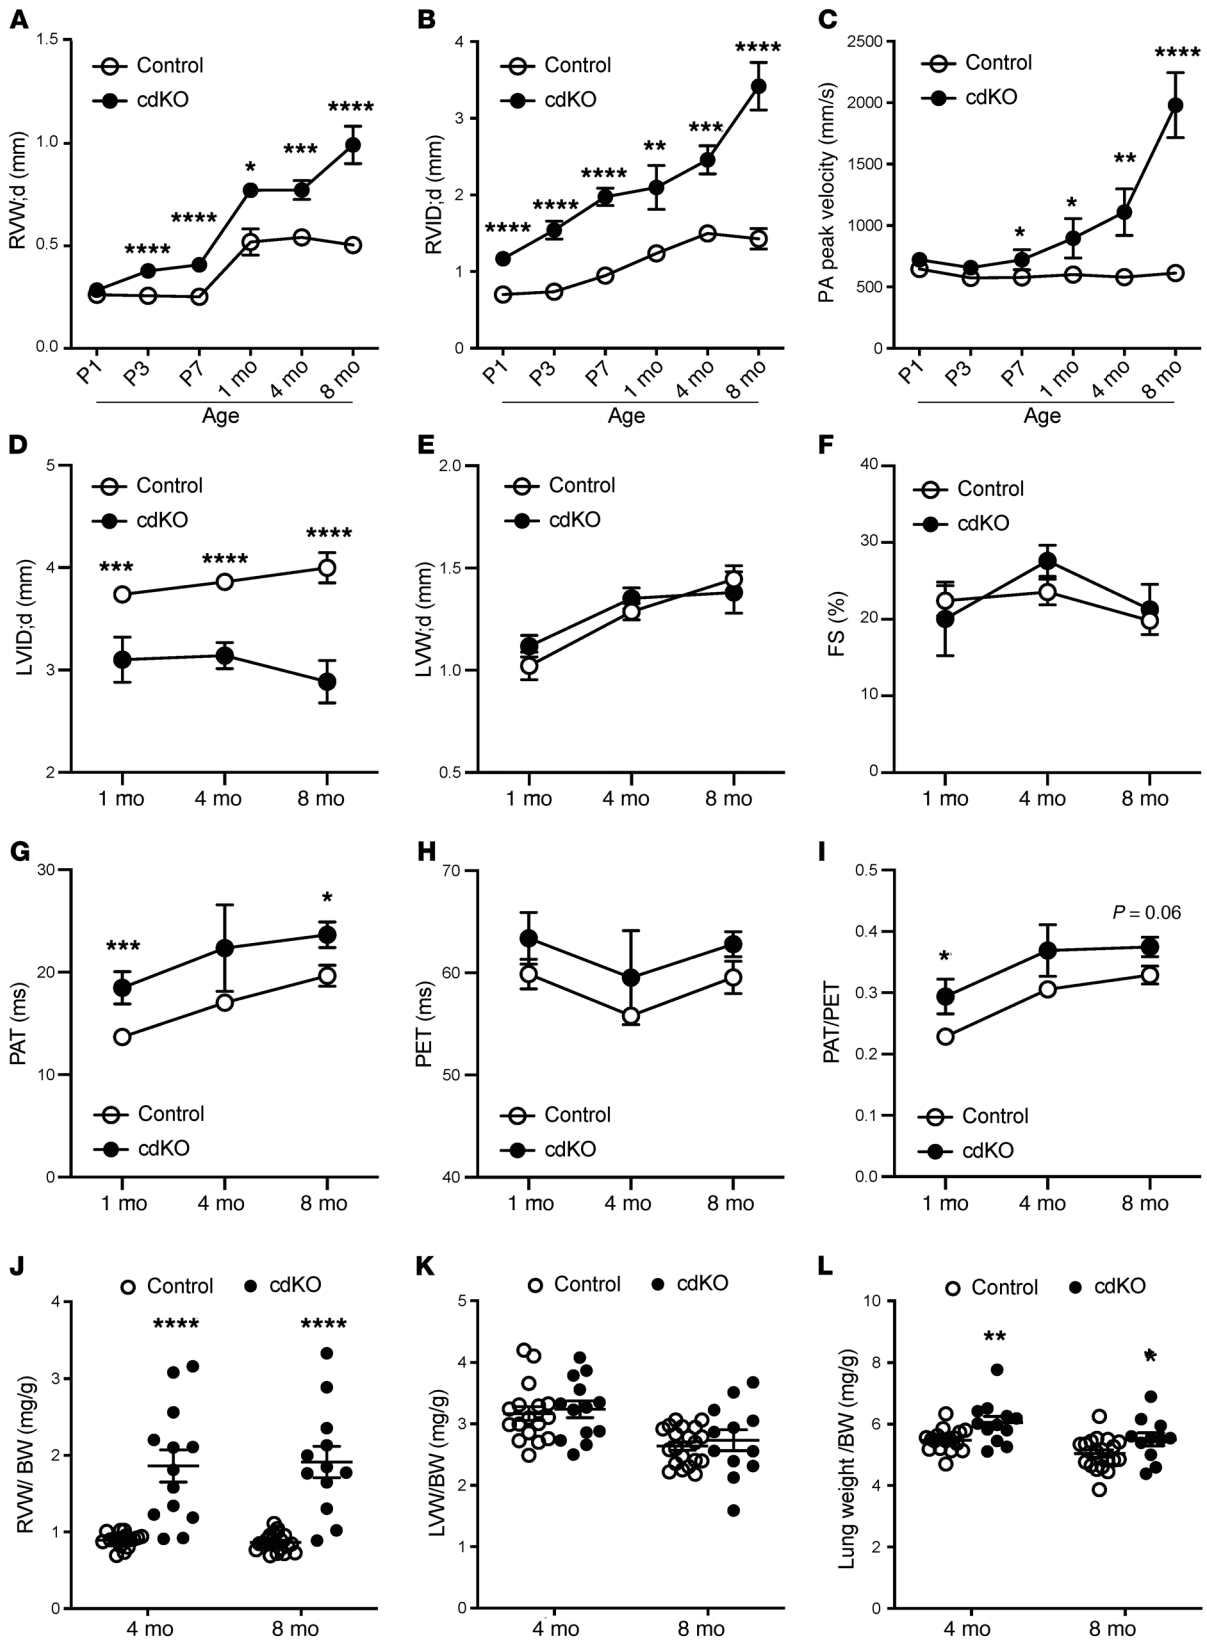 A
RVW;d (mm)
1.5
1.0
0.5
0.0
Control
cdKO
****
****
*
***
****
P1
P3
P7
1 mo
4 mo
8 mo
Age
B
RVID;d (mm)
4
3
2
1
0
Control
cdKO
****
****
****
**
***
****
P1
P3
P7
1 mo
4 mo
8 mo
Age
C
PA peak velocity (mm/s)
2500
2000
1500
1000
500
0
Control
cdKO
*
*
**
****
P1
P3
P7
1 mo
4 mo
8 mo
Age
D
LVID;d (mm)
5
4
3
2
Control
cdKO
***
****
****
1 mo
4 mo
8 mo
E
LVW;d (mm)
2.0
1.5
1.0
0.5
Control
cdKO
1 mo
4 mo
8 mo
F
FS (%)
40
30
20
10
0
Control
cdKO
1 mo
4 mo
8 mo
G
PAT (ms)
30
20
10
0
***
*
Control
cdKO
1 mo
4 mo
8 mo
H
PET (ms)
70
60
50
40
Control
cdKO
1 mo
4 mo
8 mo
I
PAT/PET
0.5
0.4
0.3
0.2
0.1
0.0
*
P = 0.06
Control
cdKO
1 mo
4 mo
8 mo
J
Control
cdKO
RVW/ BW (mg/g)
4
3
2
1
0
****
****
4 mo
8 mo
K
Control
cdKO
LVW/BW (mg/g)
5
4
3
2
1
0
4 mo
8 mo
L
Control
cdKO
Lung weight /BW (mg/g)
10
8
6
4
2
0
**
*
4 mo
8 mo